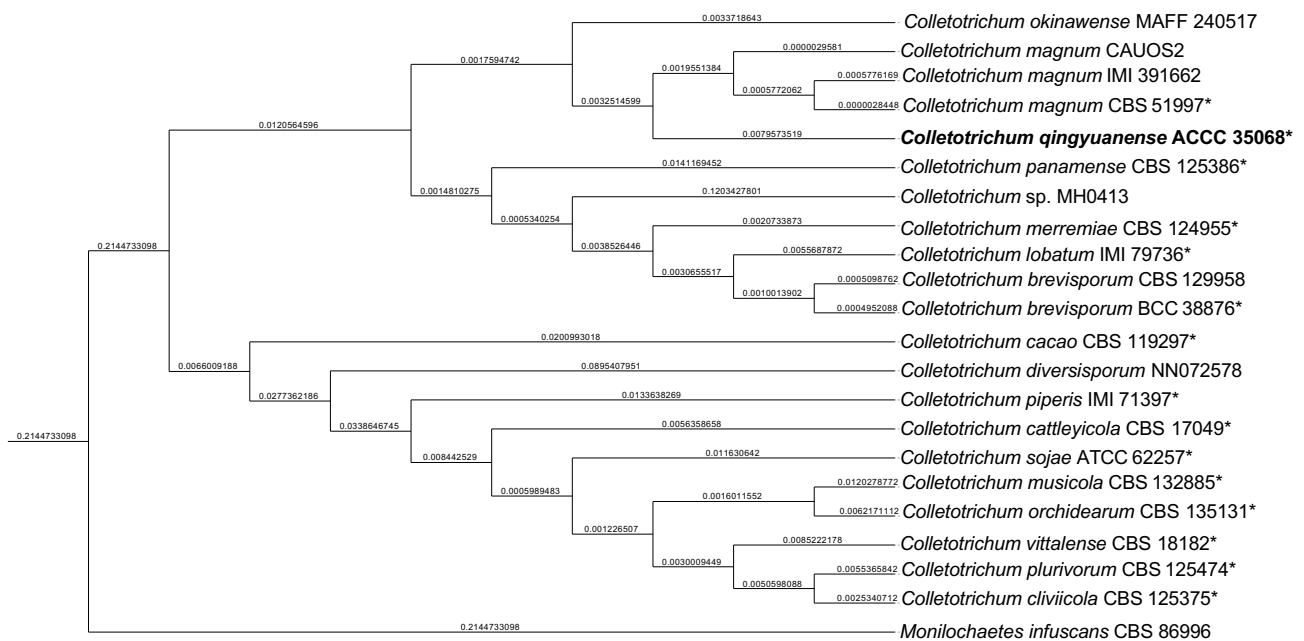 0.0033718643 Colletotrichum okinawense MAFF 240517
0.0000029581 Colletotrichum magnum CAUOS2
0.0017594742
0.0019551384
0.0005776169 Colletotrichum magnum IMI 391662
0.0005772062
0.0032514599
0.0000028448 Colletotrichum magnum CBS 51997*
0.0120564596
0.0079573519 Colletotrichum qingyuanense ACCC 35068*
0.0141169452 Colletotrichum panamense CBS 125386*
0.0014810275
0.1203427801 Colletotrichum sp. MH0413
0.0005340254
0.0020733873 Colletotrichum merremiae CBS 124955*
0.0038526446
0.2144733098
0.0055687872 Colletotrichum lobatum IMI 79736*
0.0030655517
0.0005098762 Colletotrichum brevisporum CBS 129958
0.0010013902
0.0004952088 Colletotrichum brevisporum BCC 38876*
0.0200993018 Colletotrichum cacao CBS 119297*
0.0066009188
0.0895407951 Colletotrichum diversisporum NN072578
0.0277362186
0.0133638269 Colletotrichum piperis IMI 71397*
0.0338646745
0.0056358658 Colletotrichum cattleyicola CBS 17049*
0.2144733098
0.008442529
0.011630642 Colletotrichum sojae ATCC 62257*
0.0120278772 Colletotrichum musicola CBS 132885*
0.0005989483
0.0016011552
0.0062171112 Colletotrichum orchidearum CBS 135131*
0.001226507
0.0085222178 Colletotrichum vittalense CBS 18182*
0.0030009449
0.0055365842 Colletotrichum plurivorum CBS 125474*
0.0050598088
0.0025340712 Colletotrichum cliviicola CBS 125375*
0.2144733098 Monilochaetes infuscans CBS 86996